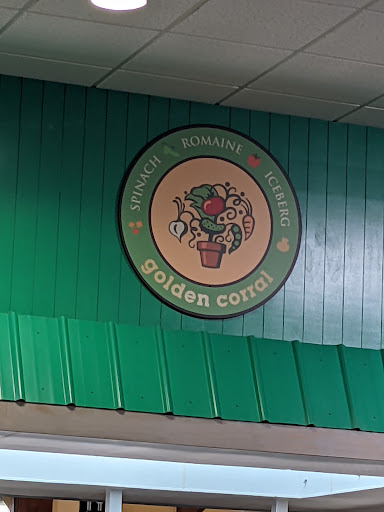 SPINACH ROMAINE ICEBERG
golden corral